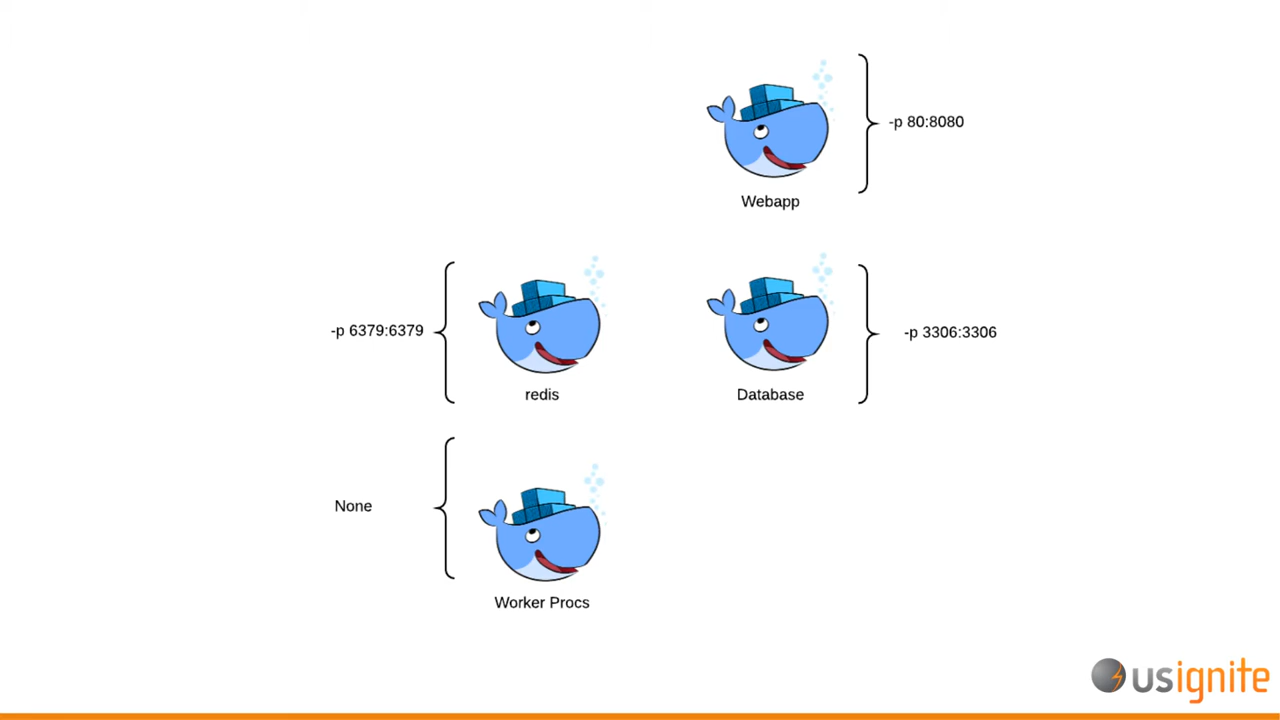 -p 80:8080
Webapp
-p 6379:6379
-p 3306:3306
redis
Database
None
Worker Procs
usignite